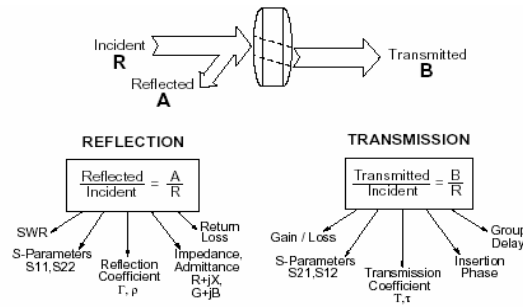 Incident
R
Reflected
A
Transmitted
B
REFLECTION
Reflected
Incident
=
A
R
SWR
S-Parameters
S11,S22
Reflection
Coefficient
Γ, ρ
Impedance,
Admittance
R+jX,
G+jB
Return
Loss
TRANSMISSION
Transmitted
Incident
=
B
R
Gain / Loss
S-Parameters
S21,S12
Transmission
Coefficient
Τ,τ
Insertion
Phase
Group
Delay